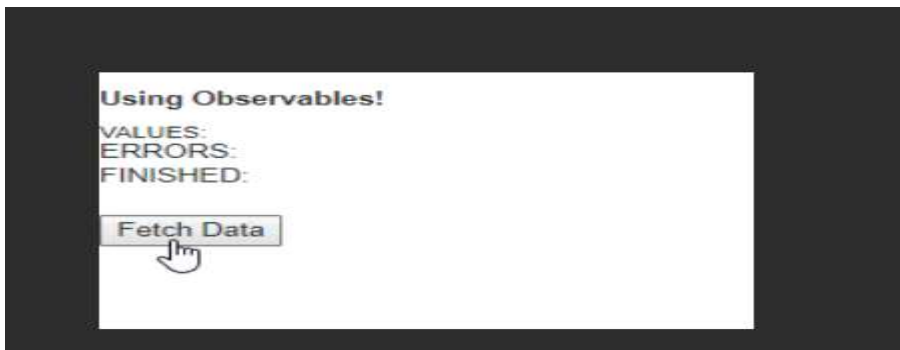 Using Observables!
VALUES:
ERRORS:
FINISHED:
Fetch Data